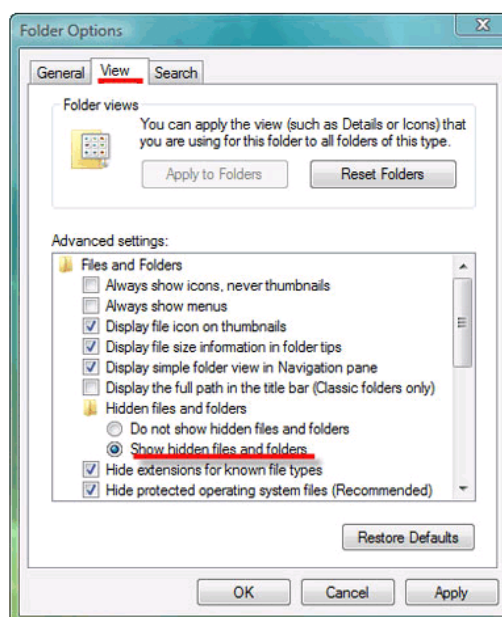 Folder Options
General View Search
Folder views
You can apply the view (such as Details or Icons) that
you are using for this folder to all folders of this type.
Apply to Folders Reset Folders
Advanced settings:
Files and Folders
Always show icons, never thumbnails
Always show menus
Display file icon on thumbnails
Display file size information in folder tips
Display simple folder view in Navigation pane
Display the full path in the title bar (Classic folders only)
Hidden files and folders
Do not show hidden files and folders
Show hidden files and folders
Hide extensions for known file types
Hide protected operating system files (Recommended)
Restore Defaults
OK Cancel Apply